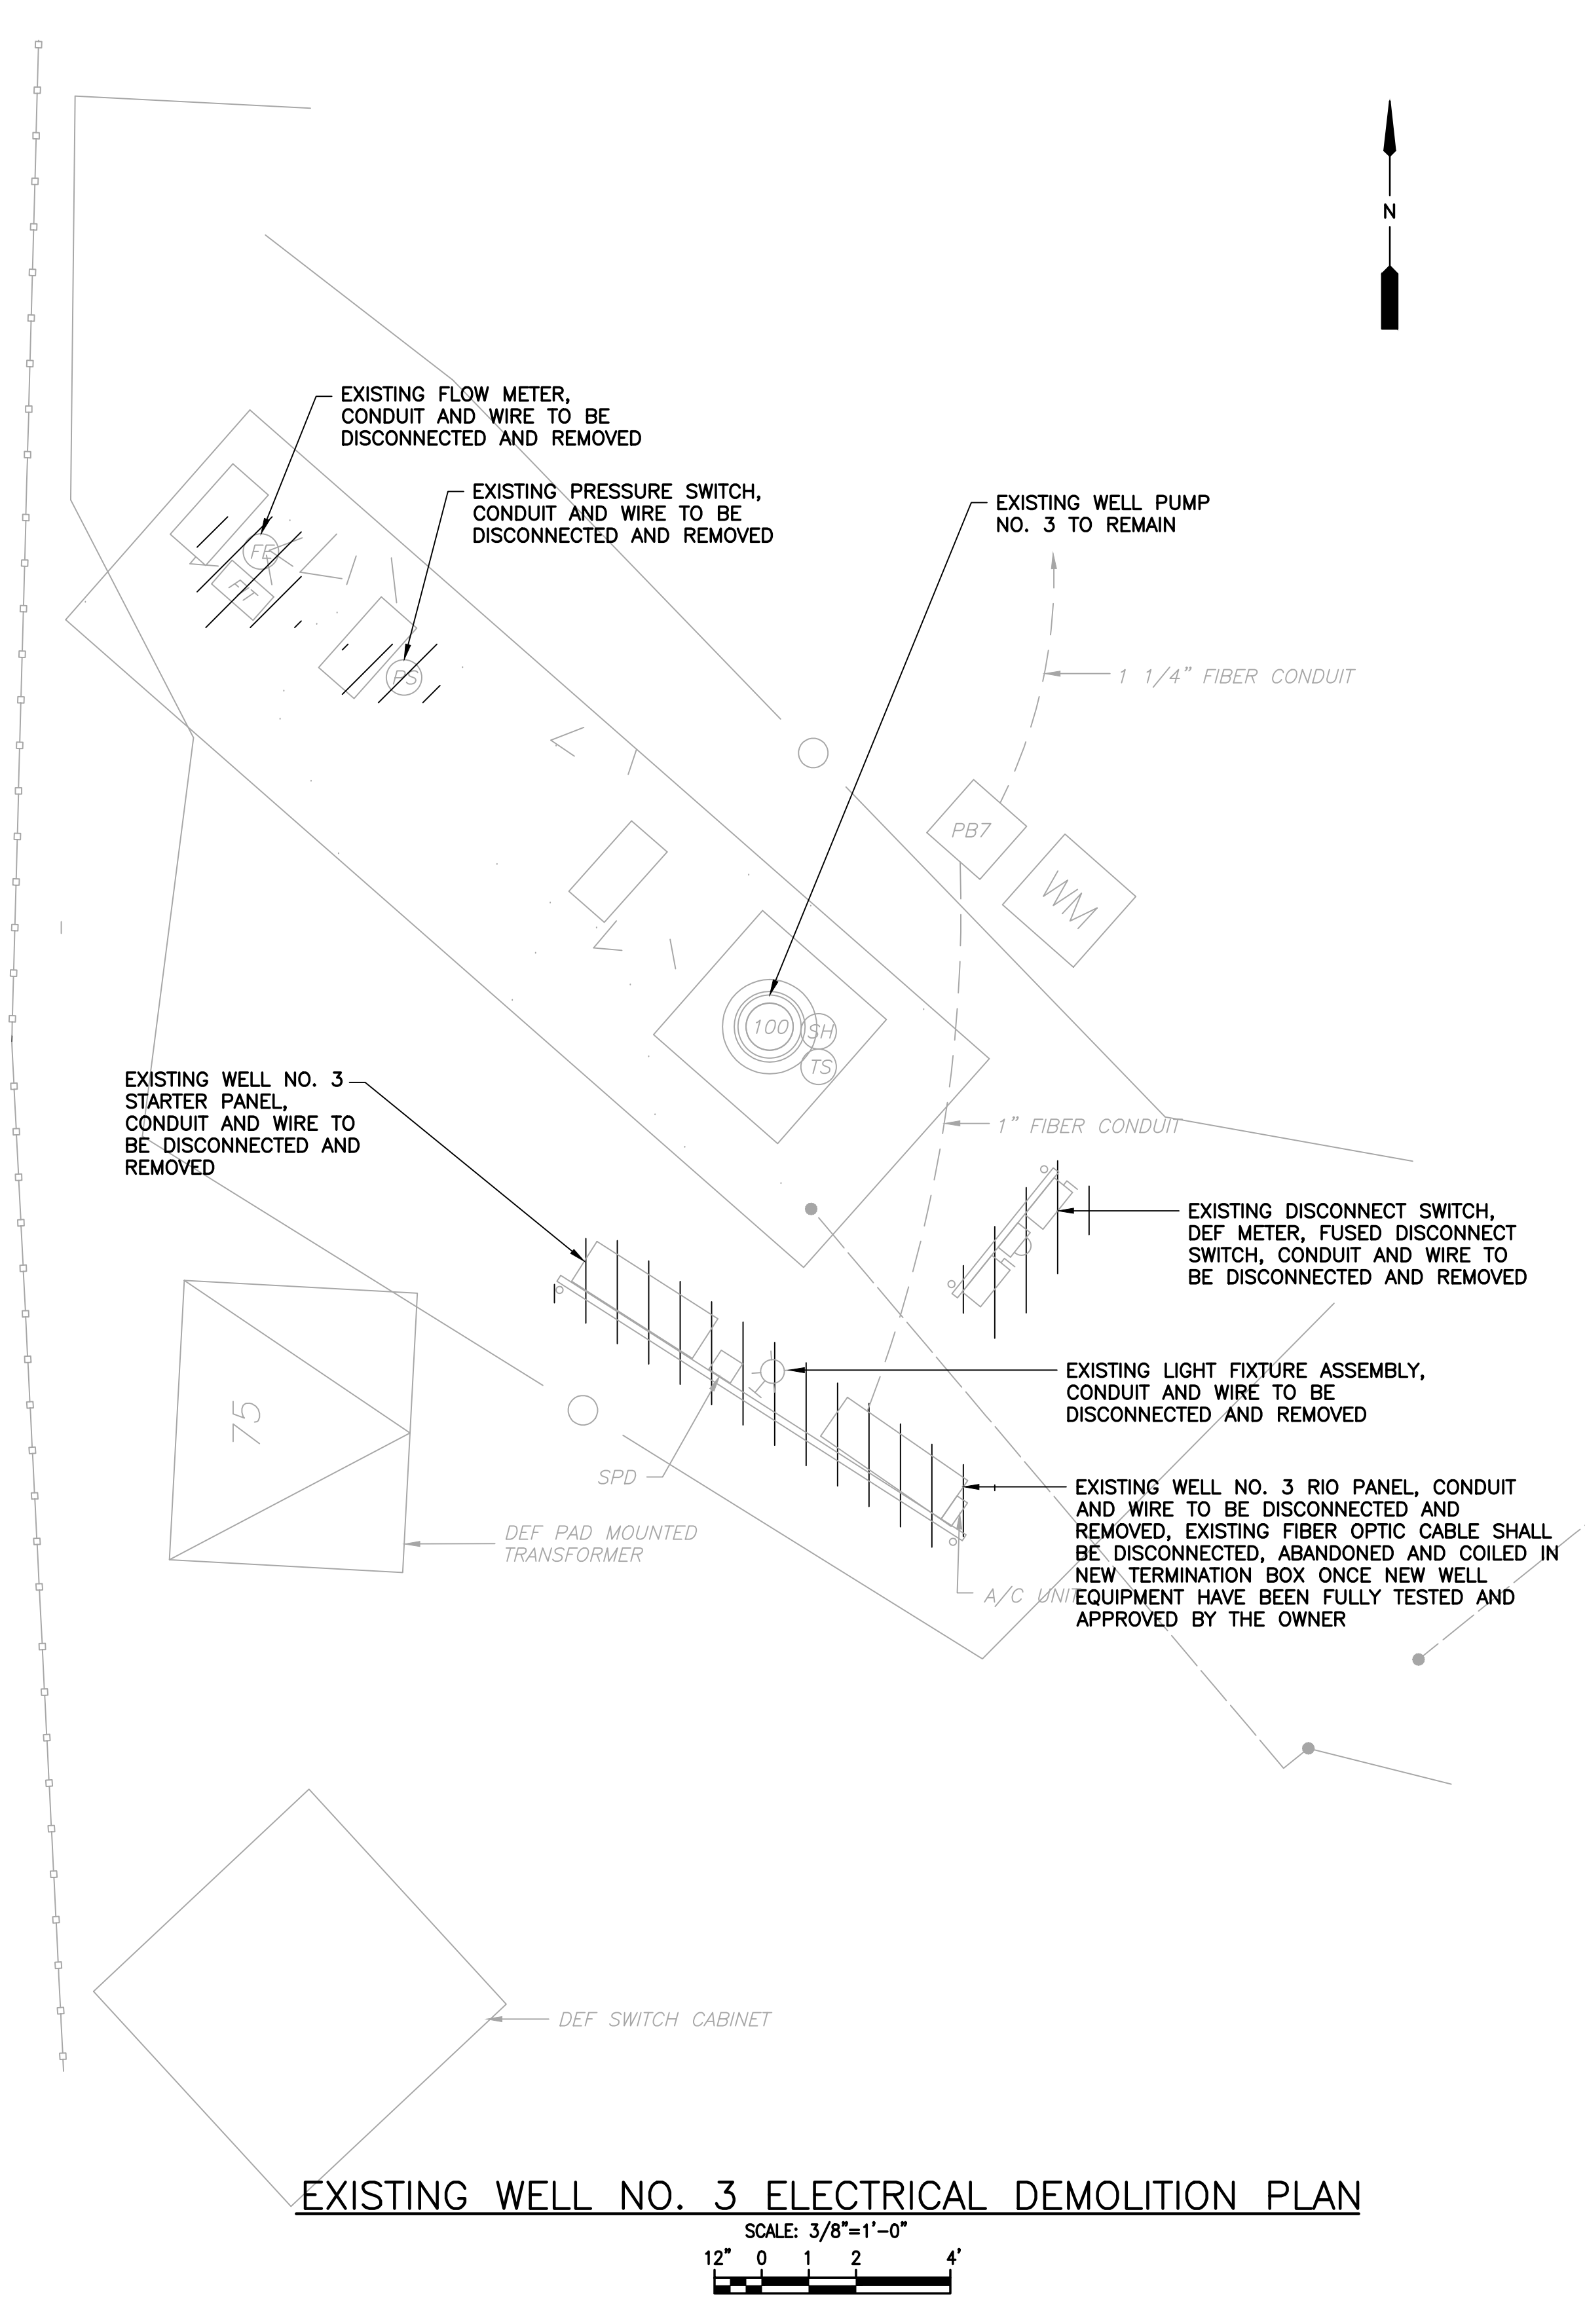 N
EXISTING FLOW METER,
CONDUIT AND WIRE TO BE
DISCONNECTED AND REMOVED
EXISTING PRESSURE SWITCH,
CONDUIT AND WIRE TO BE
DISCONNECTED AND REMOVED
EXISTING WELL PUMP
NO. 3 TO REMAIN
FE
FIT
PS
1 1/4" FIBER CONDUIT
PB7
WM
100
SH
TS
EXISTING WELL NO. 3
STARTER PANEL,
CONDUIT AND WIRE TO
BE DISCONNECTED AND
REMOVED
1" FIBER CONDUIT
EXISTING DISCONNECT SWITCH,
DEF METER, FUSED DISCONNECT
SWITCH, CONDUIT AND WIRE TO
BE DISCONNECTED AND REMOVED
EXISTING LIGHT FIXTURE ASSEMBLY,
CONDUIT AND WIRE TO BE
DISCONNECTED AND REMOVED
75
SPD
EXISTING WELL NO. 3 RIO PANEL, CONDUIT
AND WIRE TO BE DISCONNECTED AND
REMOVED, EXISTING FIBER OPTIC CABLE SHALL
BE DISCONNECTED, ABANDONED AND COILED IN
NEW TERMINATION BOX ONCE NEW WELL
EQUIPMENT HAVE BEEN FULLY TESTED AND
APPROVED BY THE OWNER
DEF PAD MOUNTED
TRANSFORMER
A/C UNIT
DEF SWITCH CABINET
EXISTING WELL NO. 3 ELECTRICAL DEMOLITION PLAN
SCALE: 3/8"=1'-0"
12" 0 1 2 4'